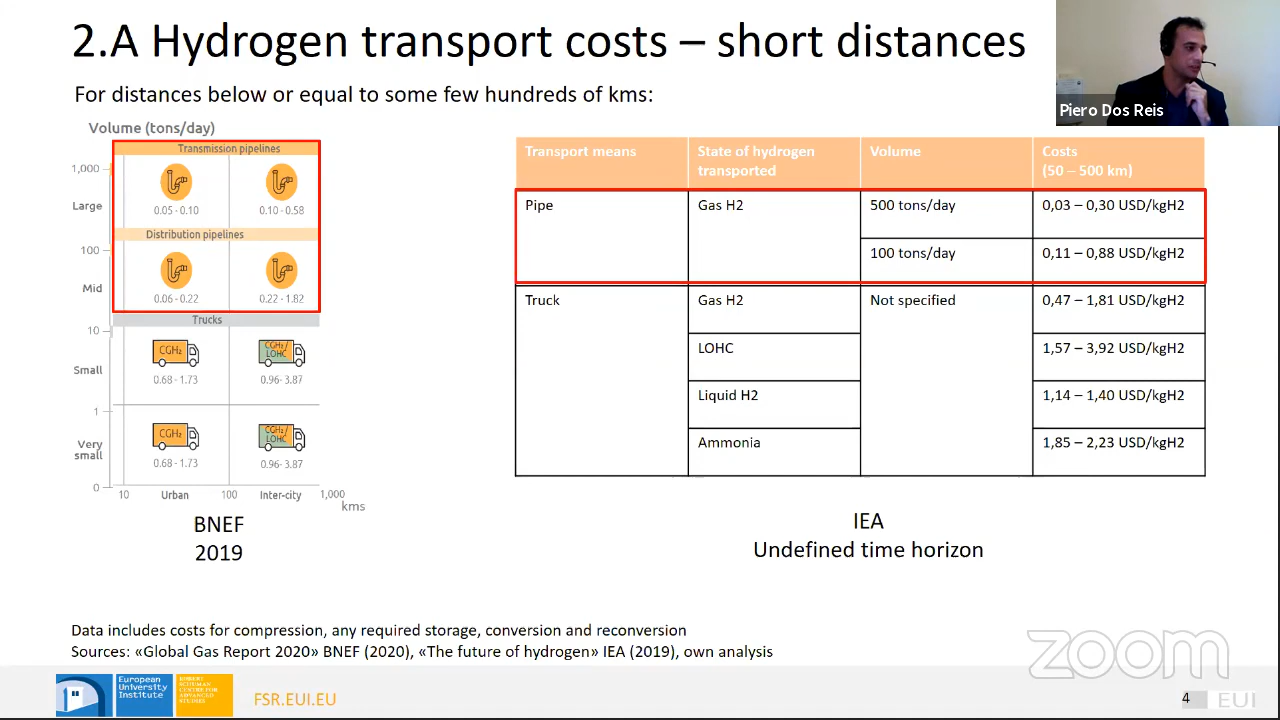 2.A Hydrogen transport costs – short distances
Piero Dos Reis
For distances below or equal to some few hundreds of kms:
Volume (tons/day)
Transmission pipelines
1,000
0.05 - 0.10
0.10 - 0.58
Large
Distribution pipelines
100
Mid
0.06 - 0.22
0.22 - 1.82
10
Trucks
CGH₂
CGH₂/
LOHC
Small
0.68 - 1.73
0.96- 3.87
1
CGH₂
CGH₂/
LOHC
Very
small
0.68 - 1.73
0.96- 3.87
0
10
Urban
100
Inter-city
1,000
kms
BNEF
2019
Transport means
State of hydrogen
transported
Volume
Costs
(50 – 500 km)
Pipe
Gas H2
500 tons/day
0,03 – 0,30 USD/kgH2
100 tons/day
0,11 – 0,88 USD/kgH2
Truck
Gas H2
Not specified
0,47 - 1,81 USD/kgH2
LOHC
1,57 – 3,92 USD/kgH2
Liquid H2
1,14 – 1,40 USD/kgH2
Ammonia
1,85 – 2,23 USD/kgH2
IEA
Undefined time horizon
Data includes costs for compression, any required storage, conversion and reconversion
Sources: «Global Gas Report 2020» BNEF (2020), «The future of hydrogen» IEA (2019), own analysis
zoom
European
University
Institute
ROBERT
SCHUMAN
CENTRE FOR
ADVANCED
STUDIES
FSR.EUI.EU
4
EUI